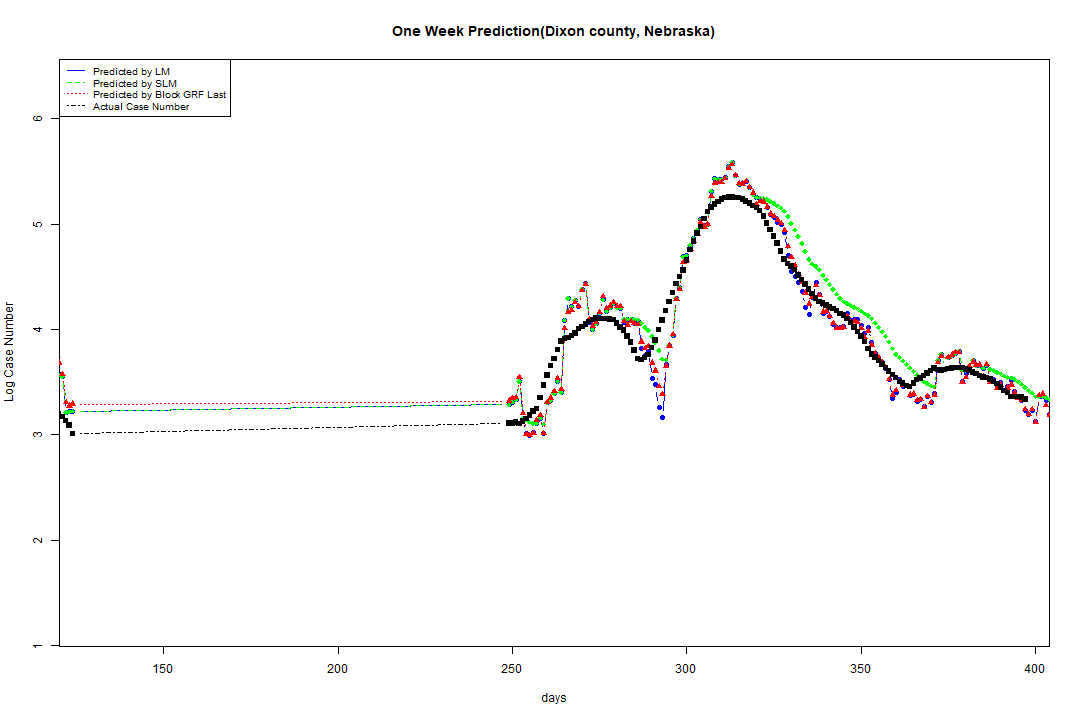 One Week Prediction(Dixon county, Nebraska)
Predicted by LM
Predicted by SLM
Predicted by Block GRF Last
Actual Case Number
6
5
4
3
2
1
Log Case Number
150 200 250 300 350 400
days